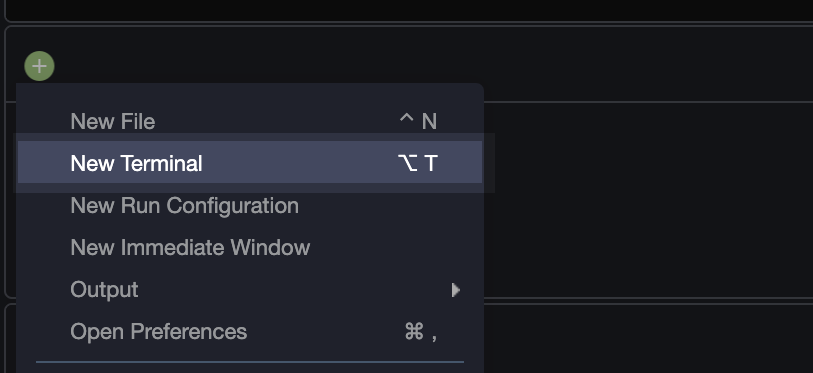 New File ^ N
New Terminal ⌥ T
New Run Configuration
New Immediate Window
Output
Open Preferences ⌘ ,